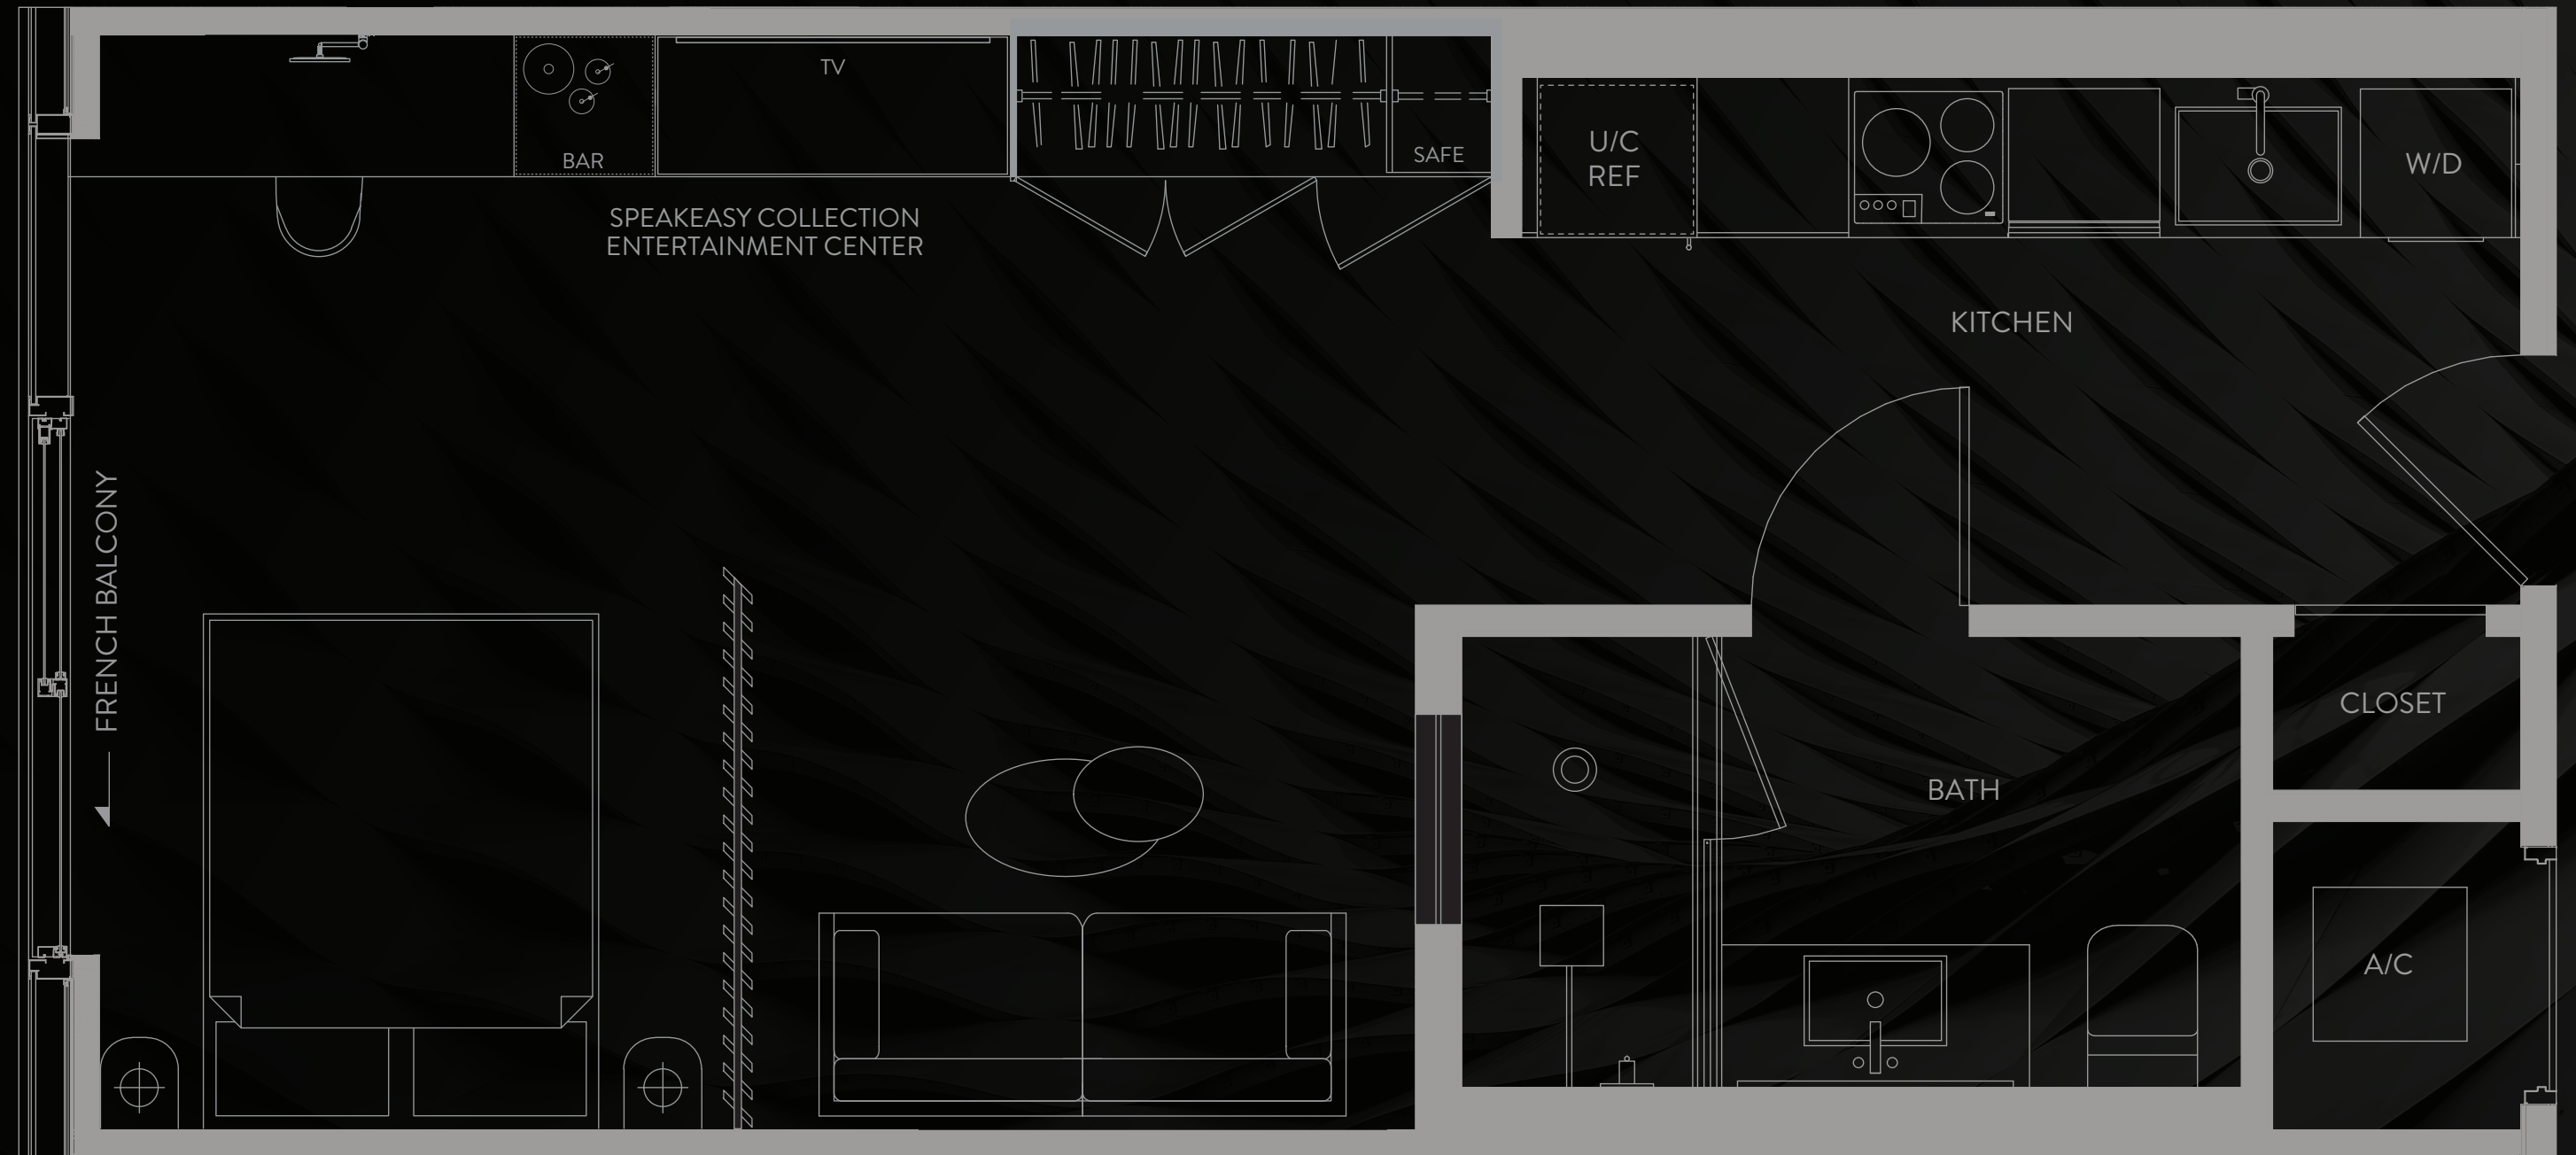 TV
BAR
SAFE
U/C
REF
W/D
SPEAKEASY COLLECTION
ENTERTAINMENT CENTER
KITCHEN
FRENCH BALCONY
CLOSET
BATH
A/C